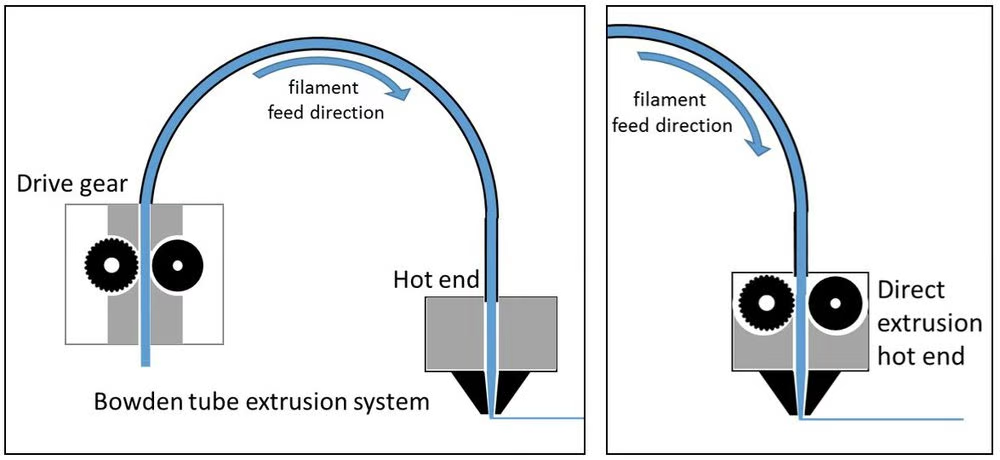 filament
feed direction
Drive gear
Hot end
Bowden tube extrusion system
filament
feed direction
Direct
extrusion
hot end